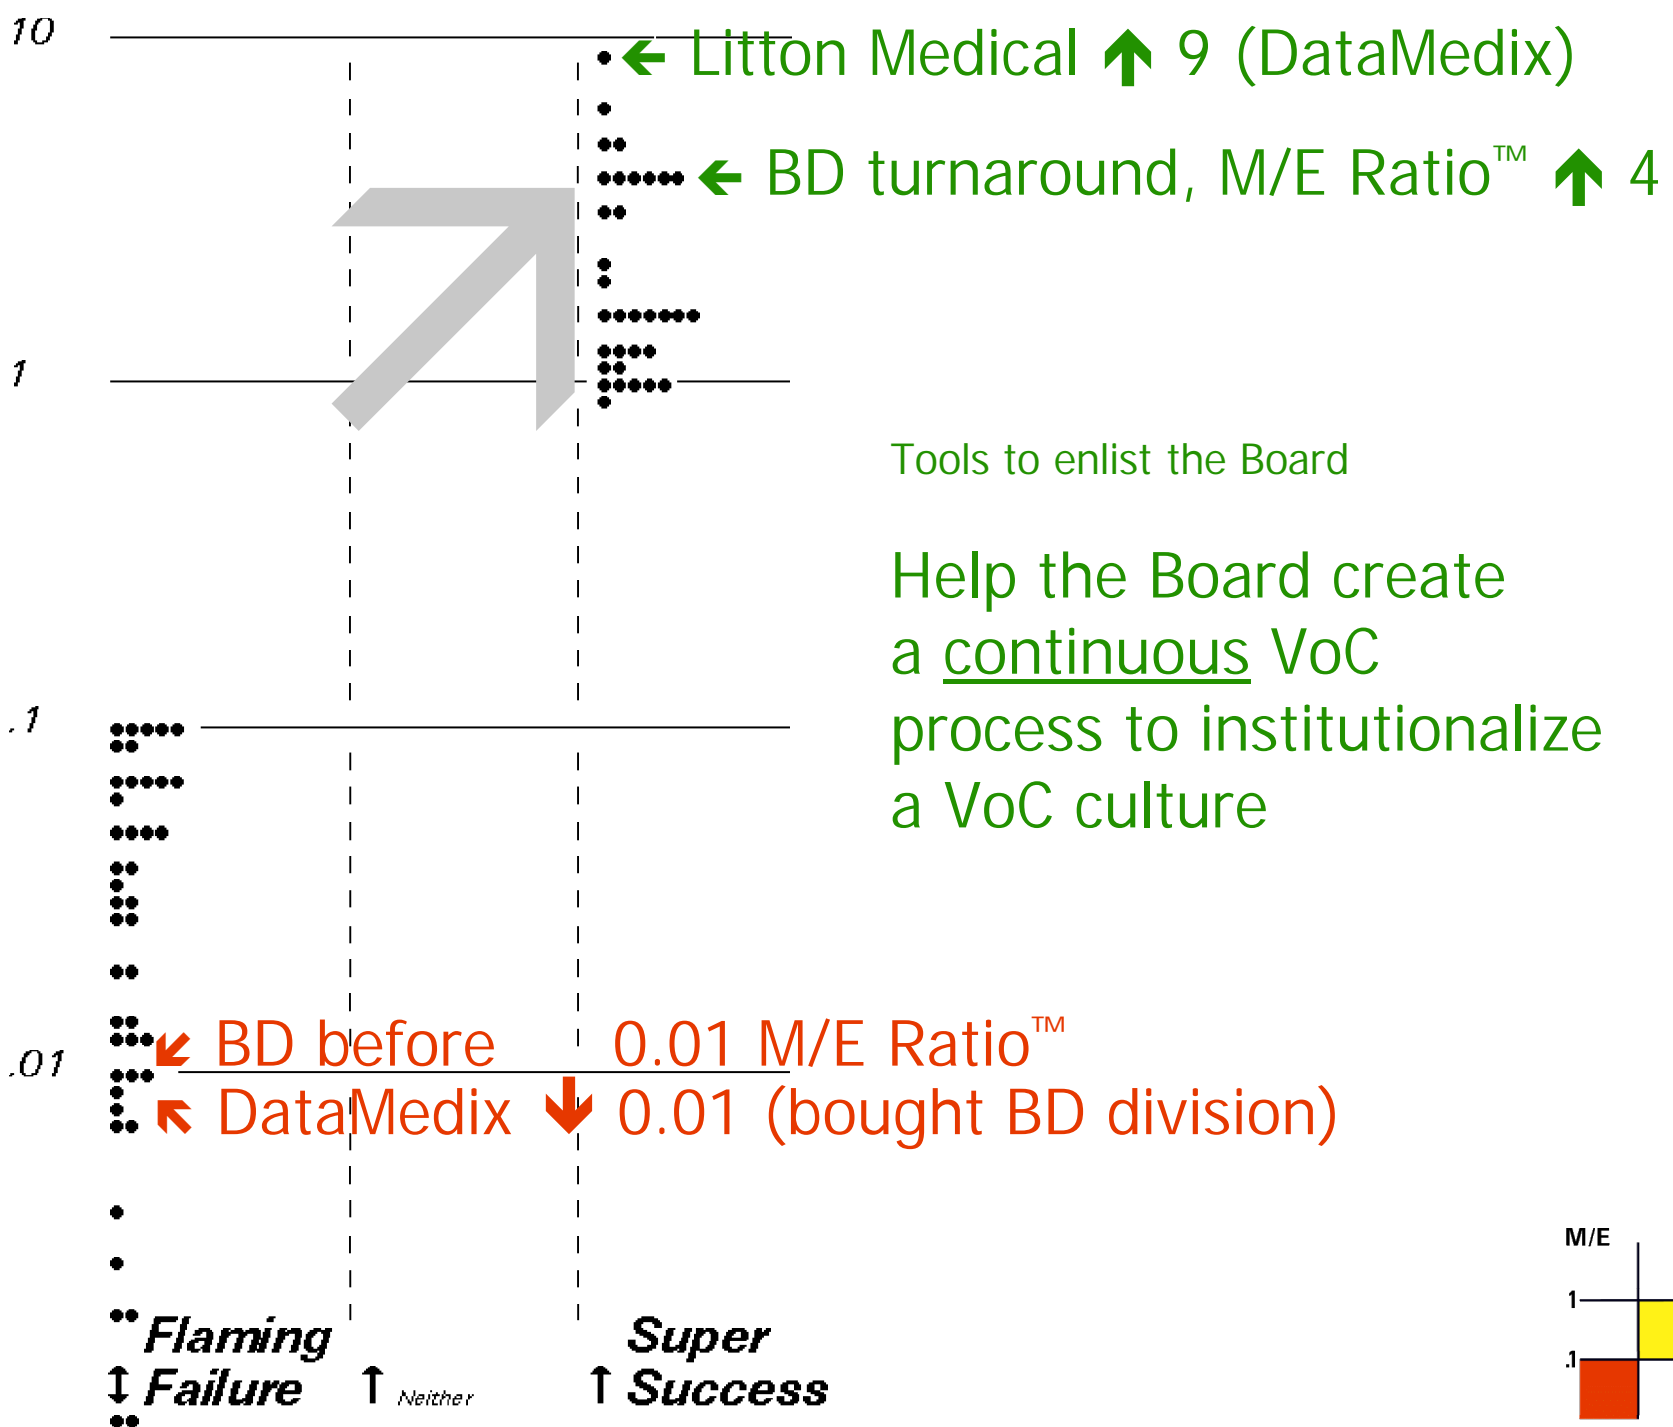 10
← Litton Medical ↑ 9 (DataMedix)
← BD turnaround, M/E Ratio™ ↑ 4
1
Tools to enlist the Board
Help the Board create
a continuous VoC
process to institutionalize
a VoC culture
.1
.01
↙ BD before 0.01 M/E Ratio™
↖ DataMedix ↓ 0.01 (bought BD division)
Flaming
↕ Failure
↑ Neither
Super
↑ Success
M/E
1
.1